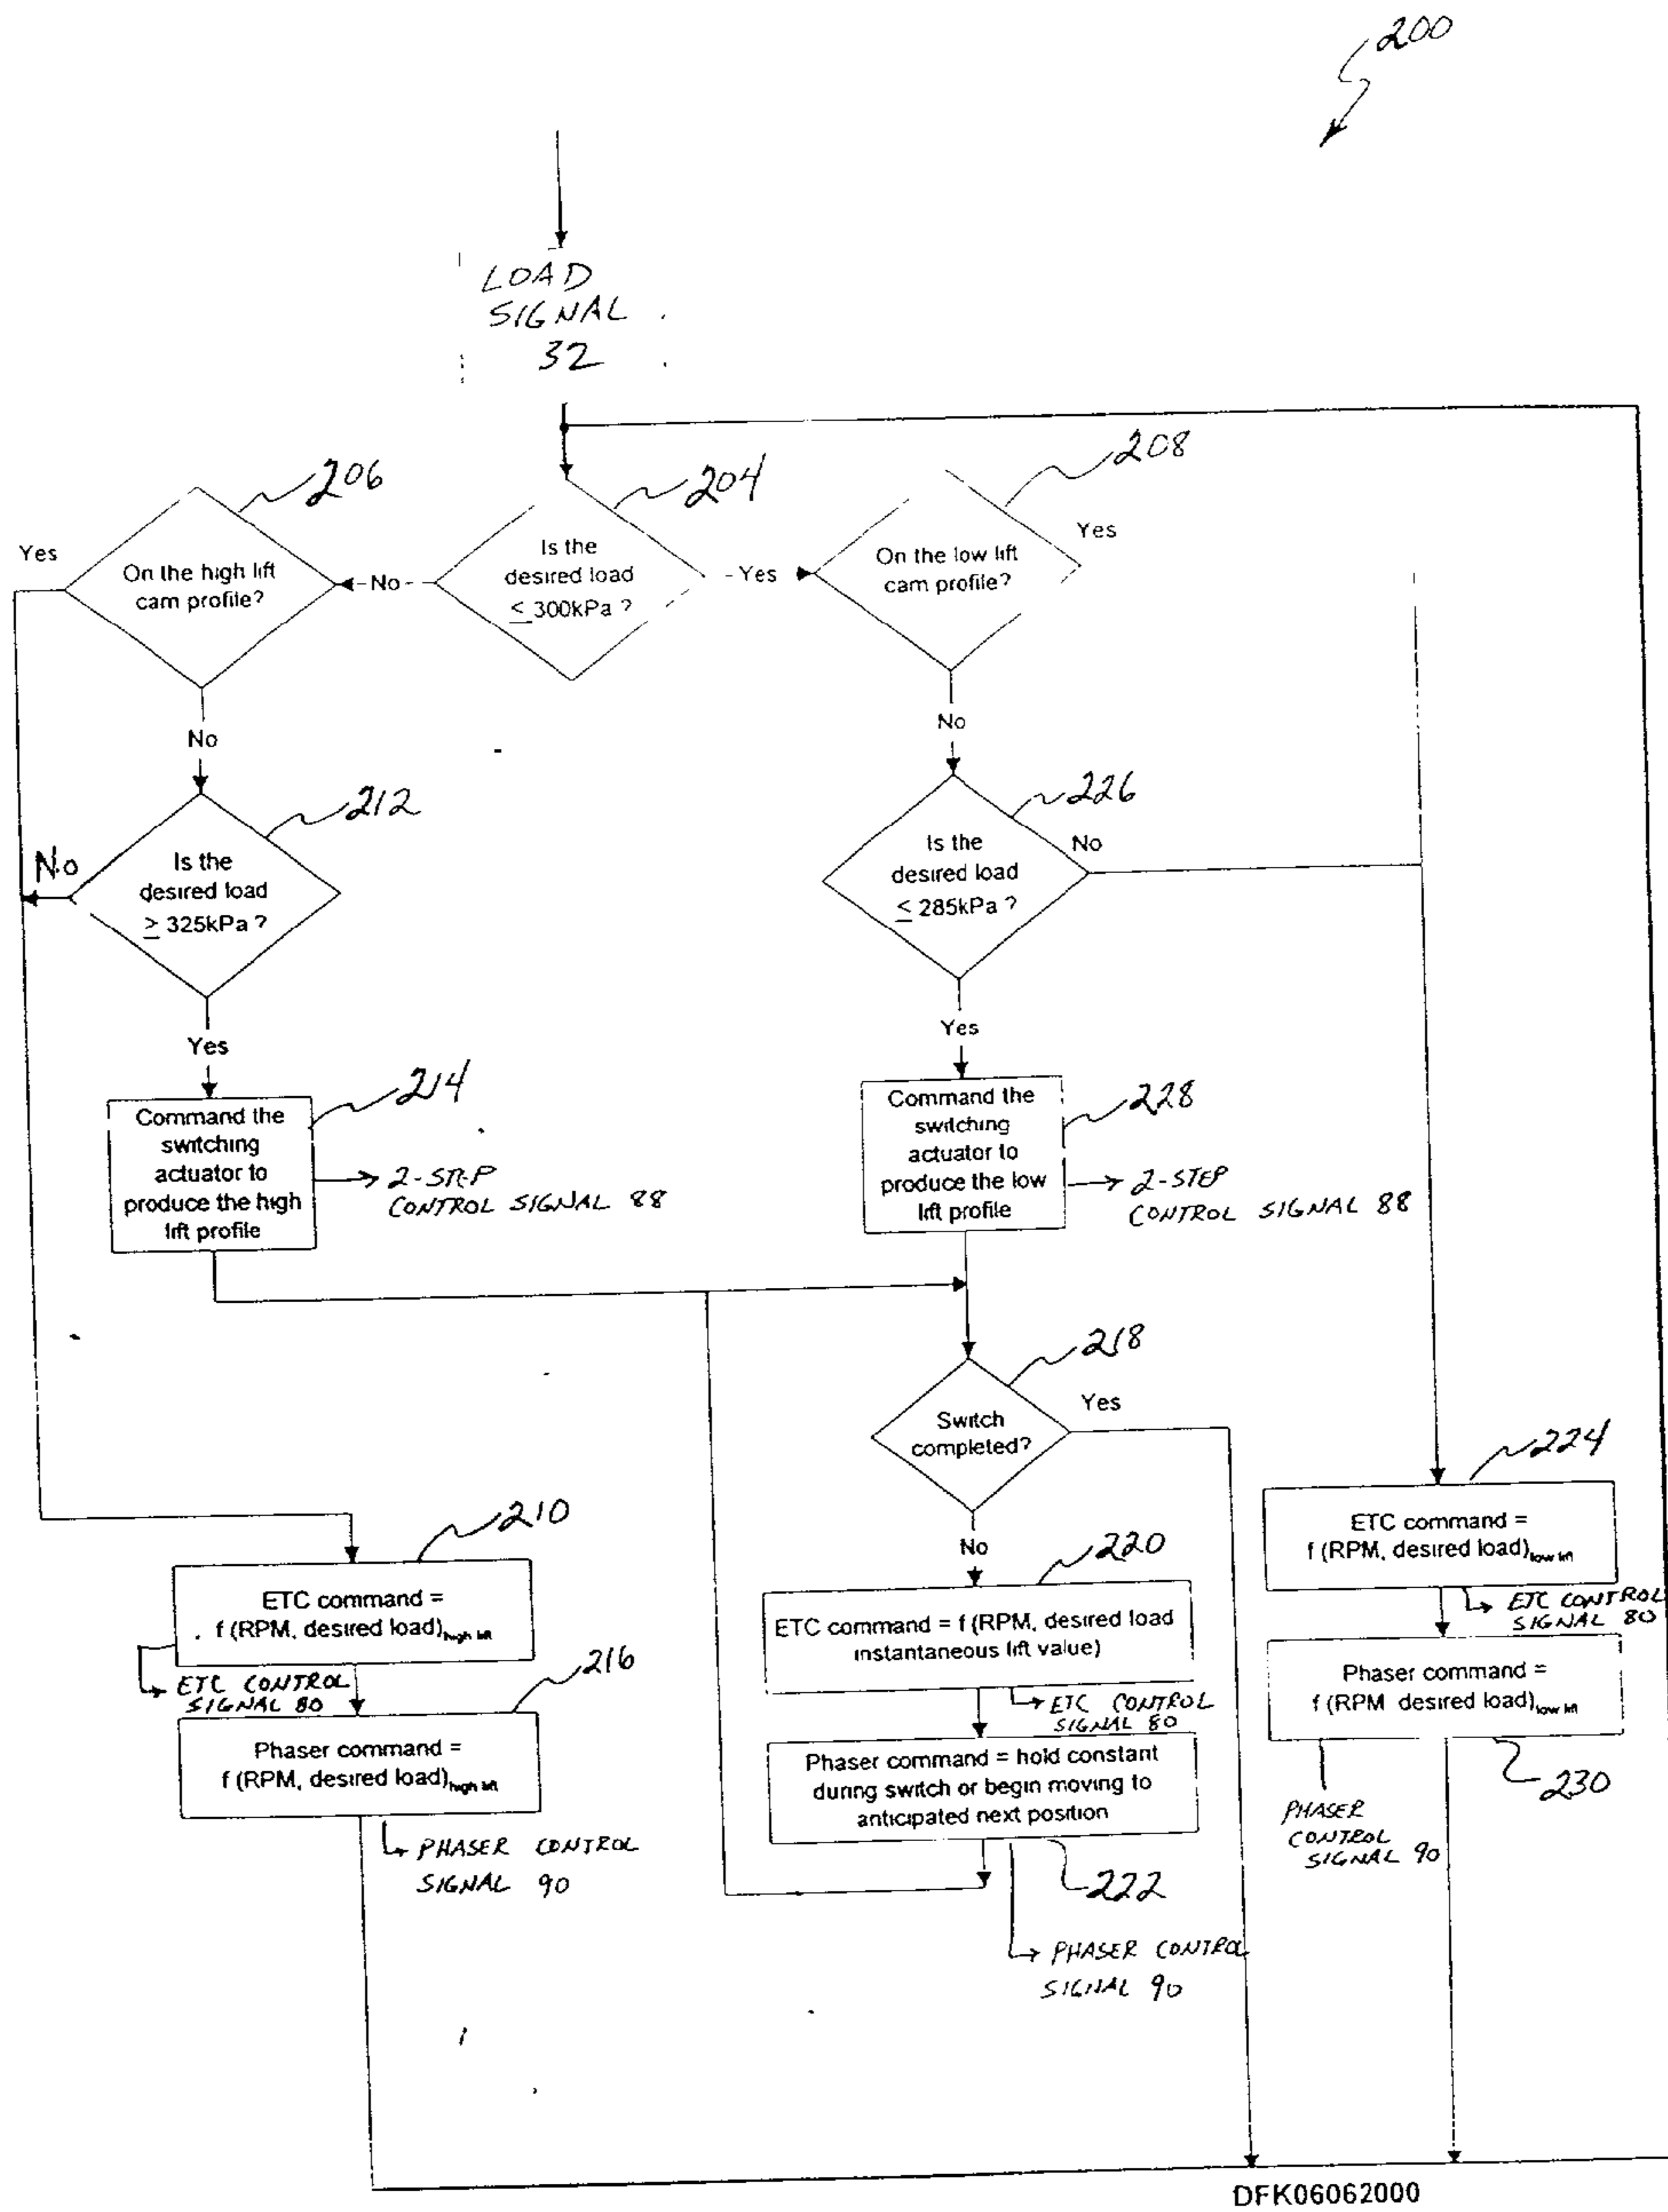 200
LOAD
SIGNAL
32
206
204
208
Yes
On the high lift
cam profile?
No
Is the
desired load
≤ 300kPa ?
Yes
On the low lift
cam profile?
Yes
No
No
212
226
No
Is the
desired load
≥ 325kPa ?
Is the
desired load
≤ 285kPa ?
No
Yes
Yes
214
228
Command the
switching
actuator to
produce the high
lift profile
2-STEP
CONTROL SIGNAL 88
Command the
switching
actuator to
produce the low
lift profile
2-STEP
CONTROL SIGNAL 88
218
Switch
completed?
Yes
No
210
220
224
ETC command =
f (RPM, desired load)high lift
ETC CONTROL
SIGNAL 80
216
Phaser command =
f (RPM, desired load)high lift
PHASER CONTROL
SIGNAL 90
ETC command = f (RPM, desired load
instantaneous lift value)
ETC CONTROL
SIGNAL 80
Phaser command = hold constant
during switch or begin moving to
anticipated next position
222
PHASER CONTROL
SIGNAL 90
ETC command =
f (RPM, desired load)low lift
ETC CONTROL
SIGNAL 80
Phaser command =
f (RPM desired load)low lift
230
PHASER
CONTROL
SIGNAL 90
DFK06062000